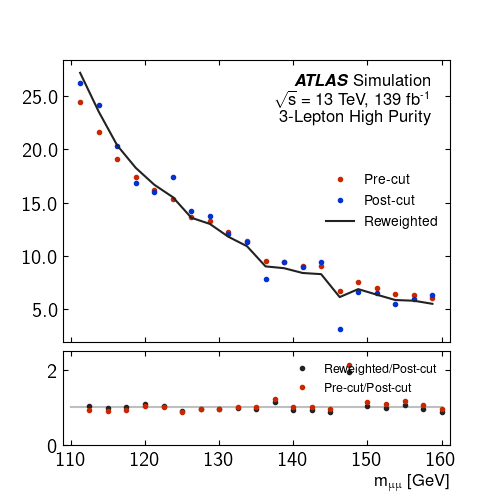 ATLAS Simulation
√s = 13 TeV, 139 fb⁻¹
3-Lepton High Purity
25.0
20.0
15.0
10.0
5.0
Pre-cut
Post-cut
Reweighted
2
1
0
Reweighted/Post-cut
Pre-cut/Post-cut
110 120 130 140 150 160
mμμ [GeV]